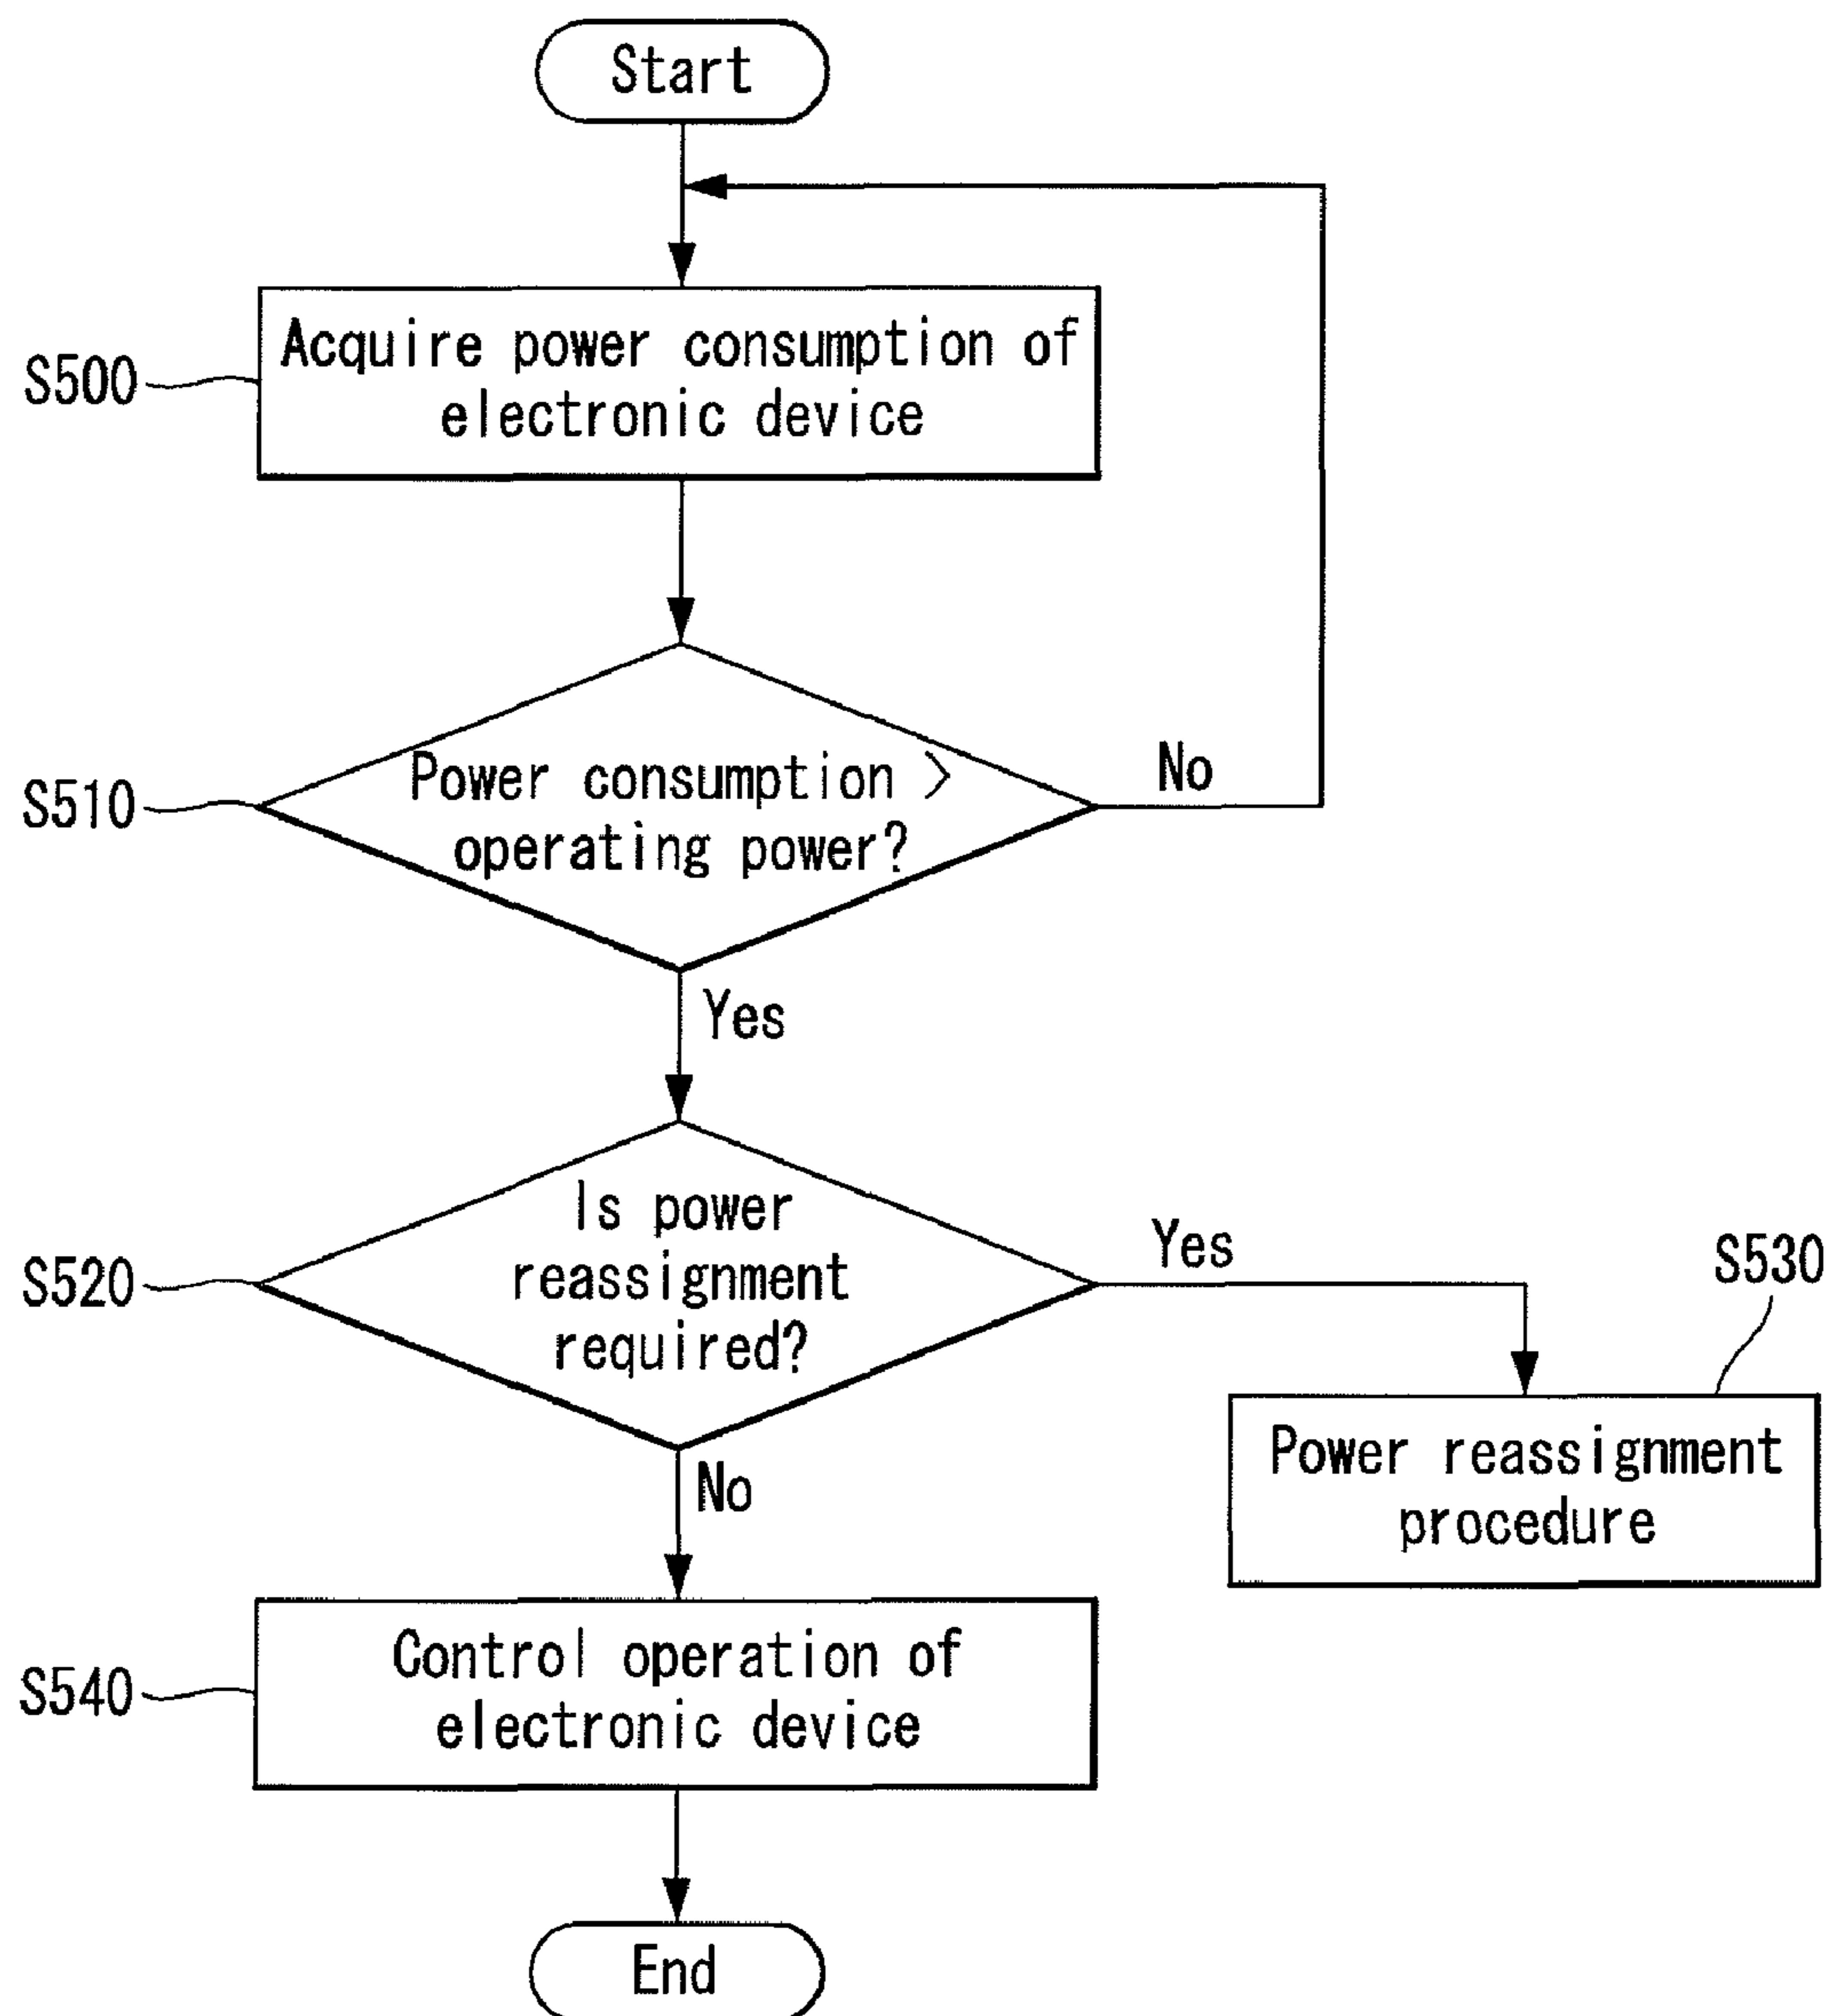 Start
Acquire power consumption of
electronic device
S500
Power consumption >
operating power?
No
S510
Yes
Is power
reassignment
required?
Yes
S520
S530
Power reassignment
procedure
No
Control operation of
electronic device
S540
End